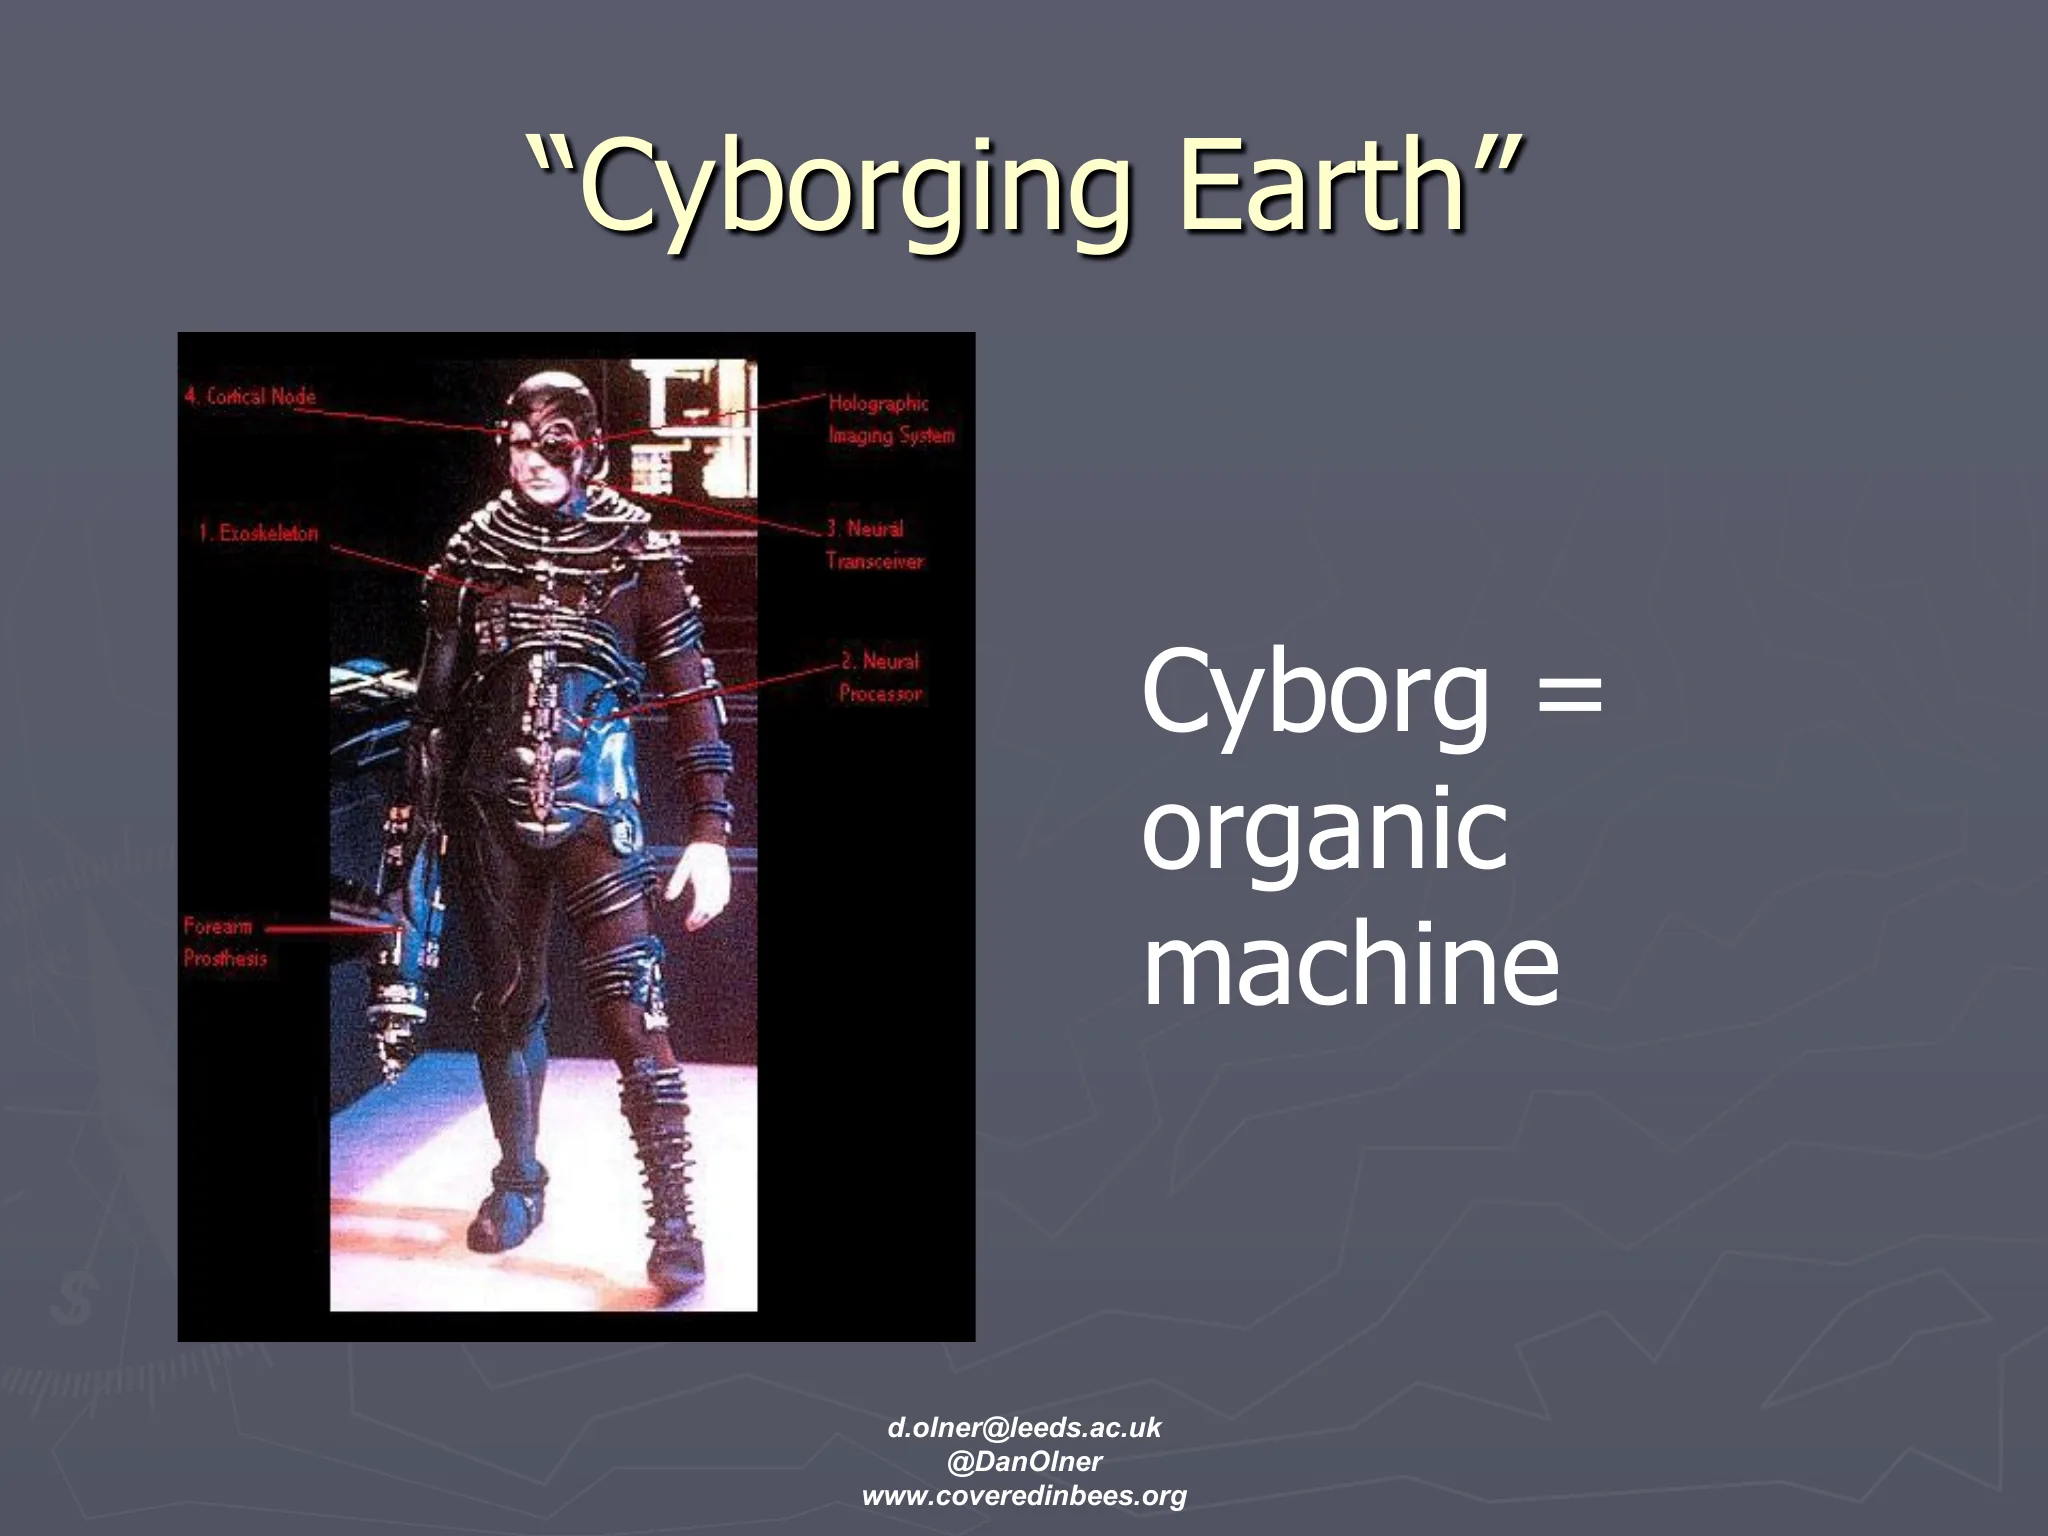 “Cyborging Earth”
4. Cortical Node
Holographic
Imaging System
1. Exoskeleton
3. Neural
Transceiver
2. Neural
Processor
Forearm
Prosthesis
Cyborg =
organic
machine
S
d.olner@leeds.ac.uk
@DanOlner
www.coveredinbees.org